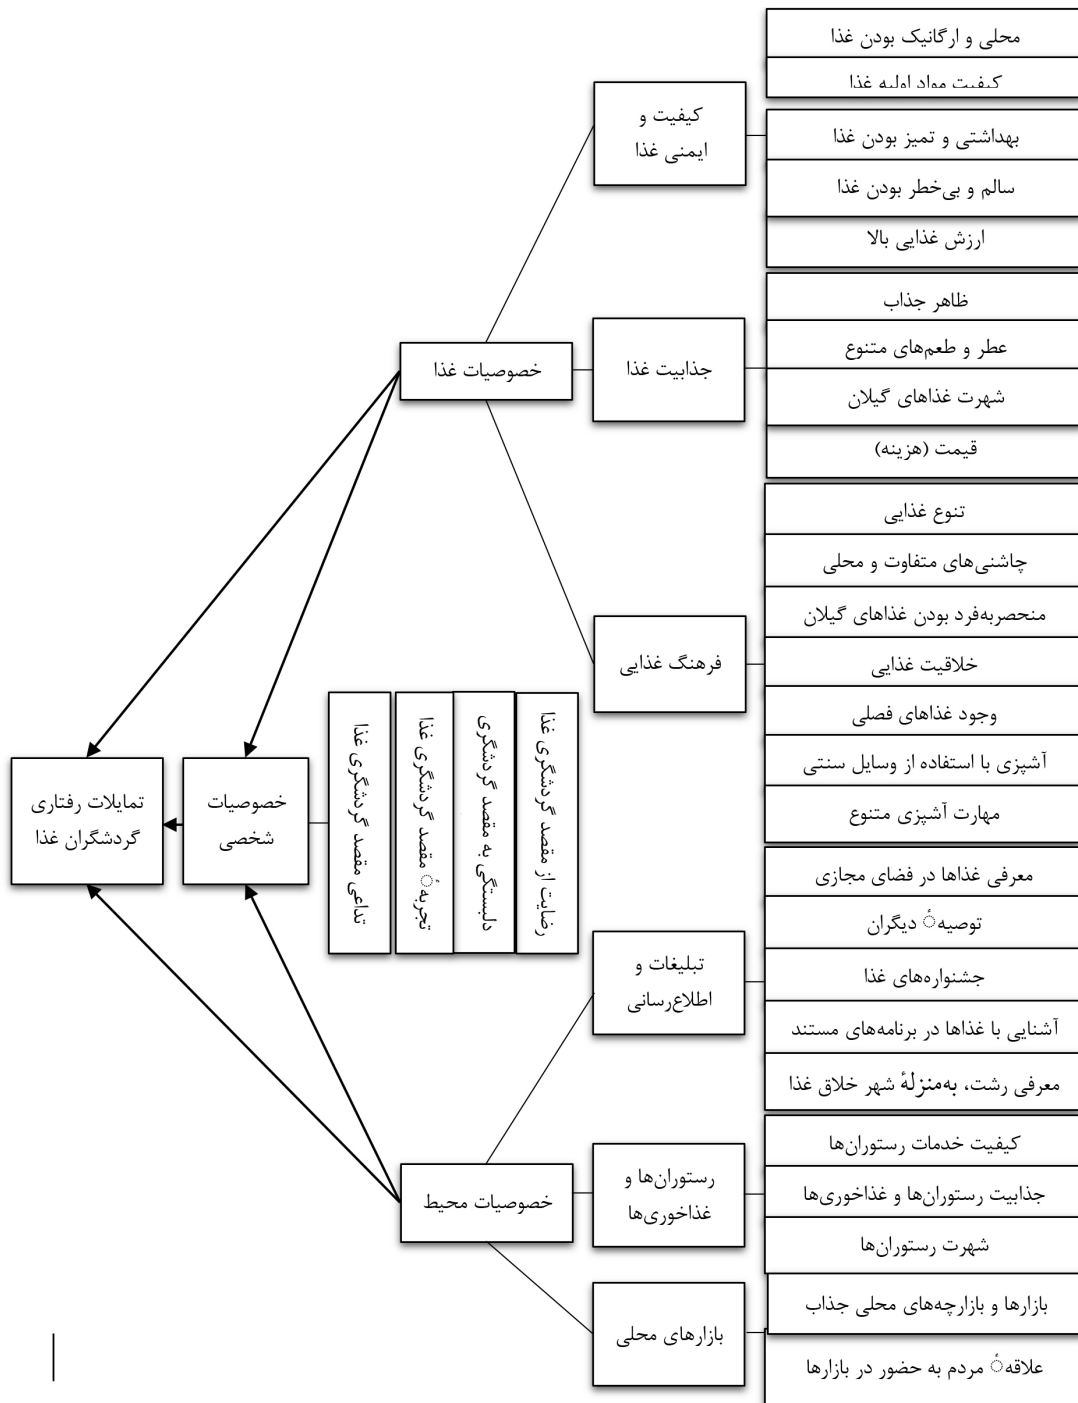 محلی و ارگانیک بودن غذا
کیفیت مواد اولیه غذا
کیفیت و
ایمنی غذا
بهداشتی و تمیز بودن غذا
سالم و بی‌خطر بودن غذا
ارزش غذایی بالا
ظاهر جذاب
عطر و طعم‌های متنوع
خصوصیات غذا
جذابیت غذا
شهرت غذاهای گیلان
قیمت (هزینه)
تنوع غذایی
چاشنی‌های متفاوت و محلی
منحصربه‌فرد بودن غذاهای گیلان
فرهنگ غذایی
خلاقیت غذایی
وجود غذاهای فصلی
آشپزی با استفاده از وسایل سنتی
مهارت آشپزی متنوع
رضایت از مقصد گردشگری غذا
دلبستگی به مقصد گردشگری
تجربهٔ مقصد گردشگری غذا
تداعی مقصد گردشگری غذا
خصوصیات
شخصی
تمایلات رفتاری
گردشگران غذا
معرفی غذاها در فضای مجازی
توصیهٔ دیگران
تبلیغات و
اطلاع‌رسانی
جشنواره‌های غذا
آشنایی با غذاها در برنامه‌های مستند
معرفی رشت، به‌منزلهٔ شهر خلاق غذا
کیفیت خدمات رستوران‌ها
خصوصیات محیط
رستوران‌ها و
غذاخوری‌ها
جذابیت رستوران‌ها و غذاخوری‌ها
شهرت رستوران‌ها
بازارها و بازارچه‌های محلی جذاب
بازارهای محلی
علاقهٔ مردم به حضور در بازارها